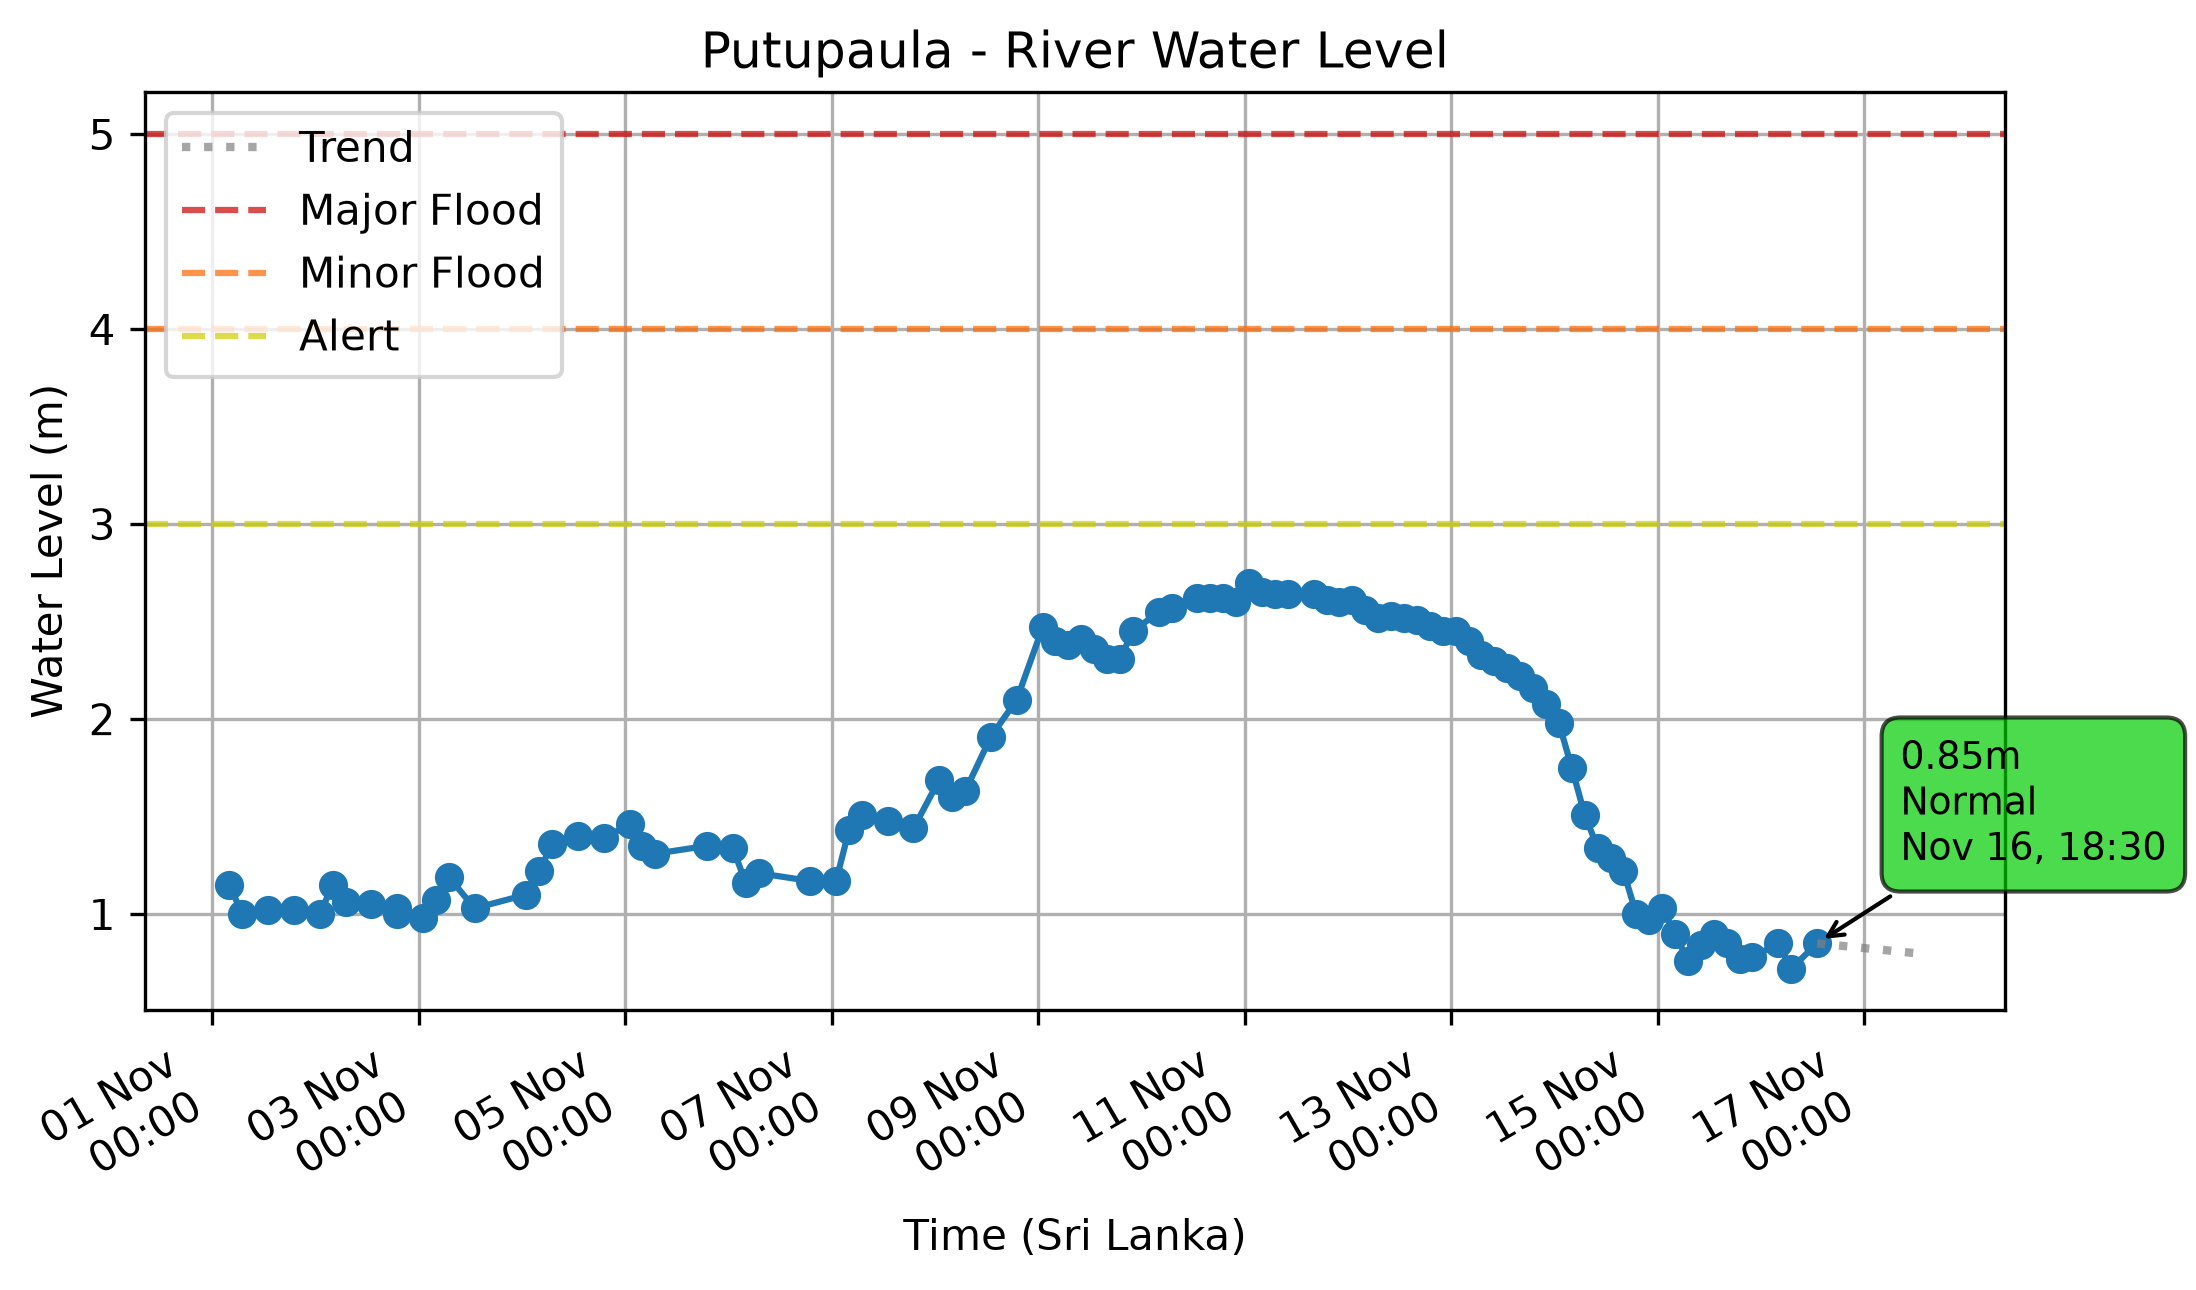 Putupaula - River Water Level
Trend
Major Flood
Minor Flood
Alert
5
4
3
2
1
Water Level (m)
0.85m
Normal
Nov 16, 18:30
01 Nov
00:00
03 Nov
00:00
05 Nov
00:00
07 Nov
00:00
09 Nov
00:00
11 Nov
00:00
13 Nov
00:00
15 Nov
00:00
17 Nov
00:00
Time (Sri Lanka)